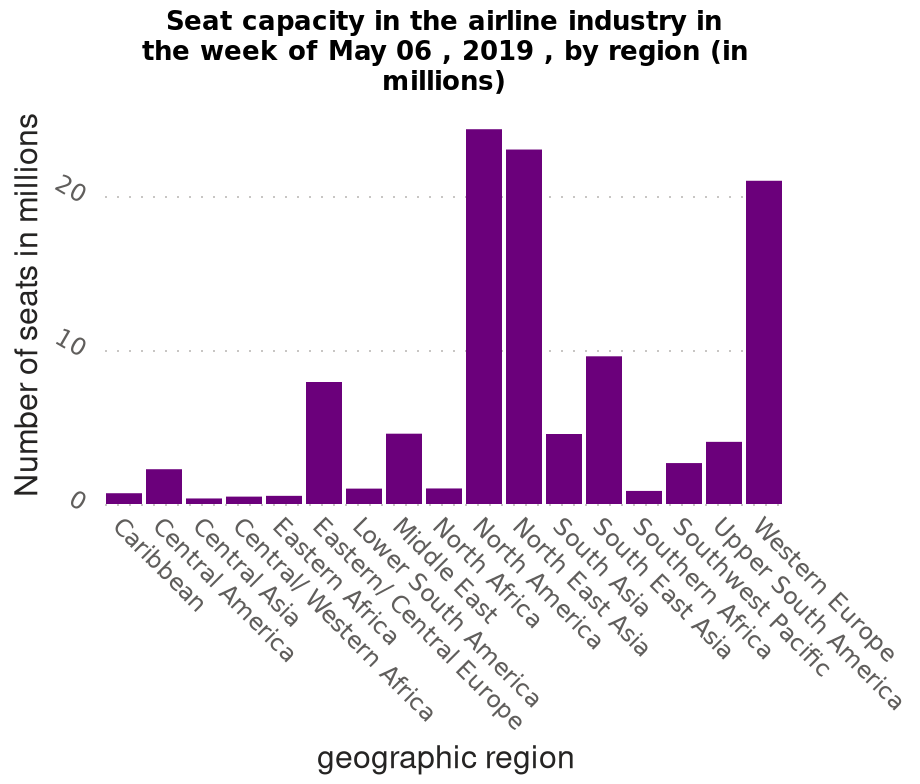 Seat capacity in the airline industry in
the week of May 06 , 2019 , by region (in
millions)
Number of seats in millions
20
10
0
Caribbean
Central America
Central Asia
Central/ Western Africa
Eastern Africa
Eastern/ Central Europe
Lower South America
Middle East
North Africa
North America
North East Asia
South Asia
South East Asia
Southern Africa
Southwest Pacific
Upper South America
Western Europe
geographic region